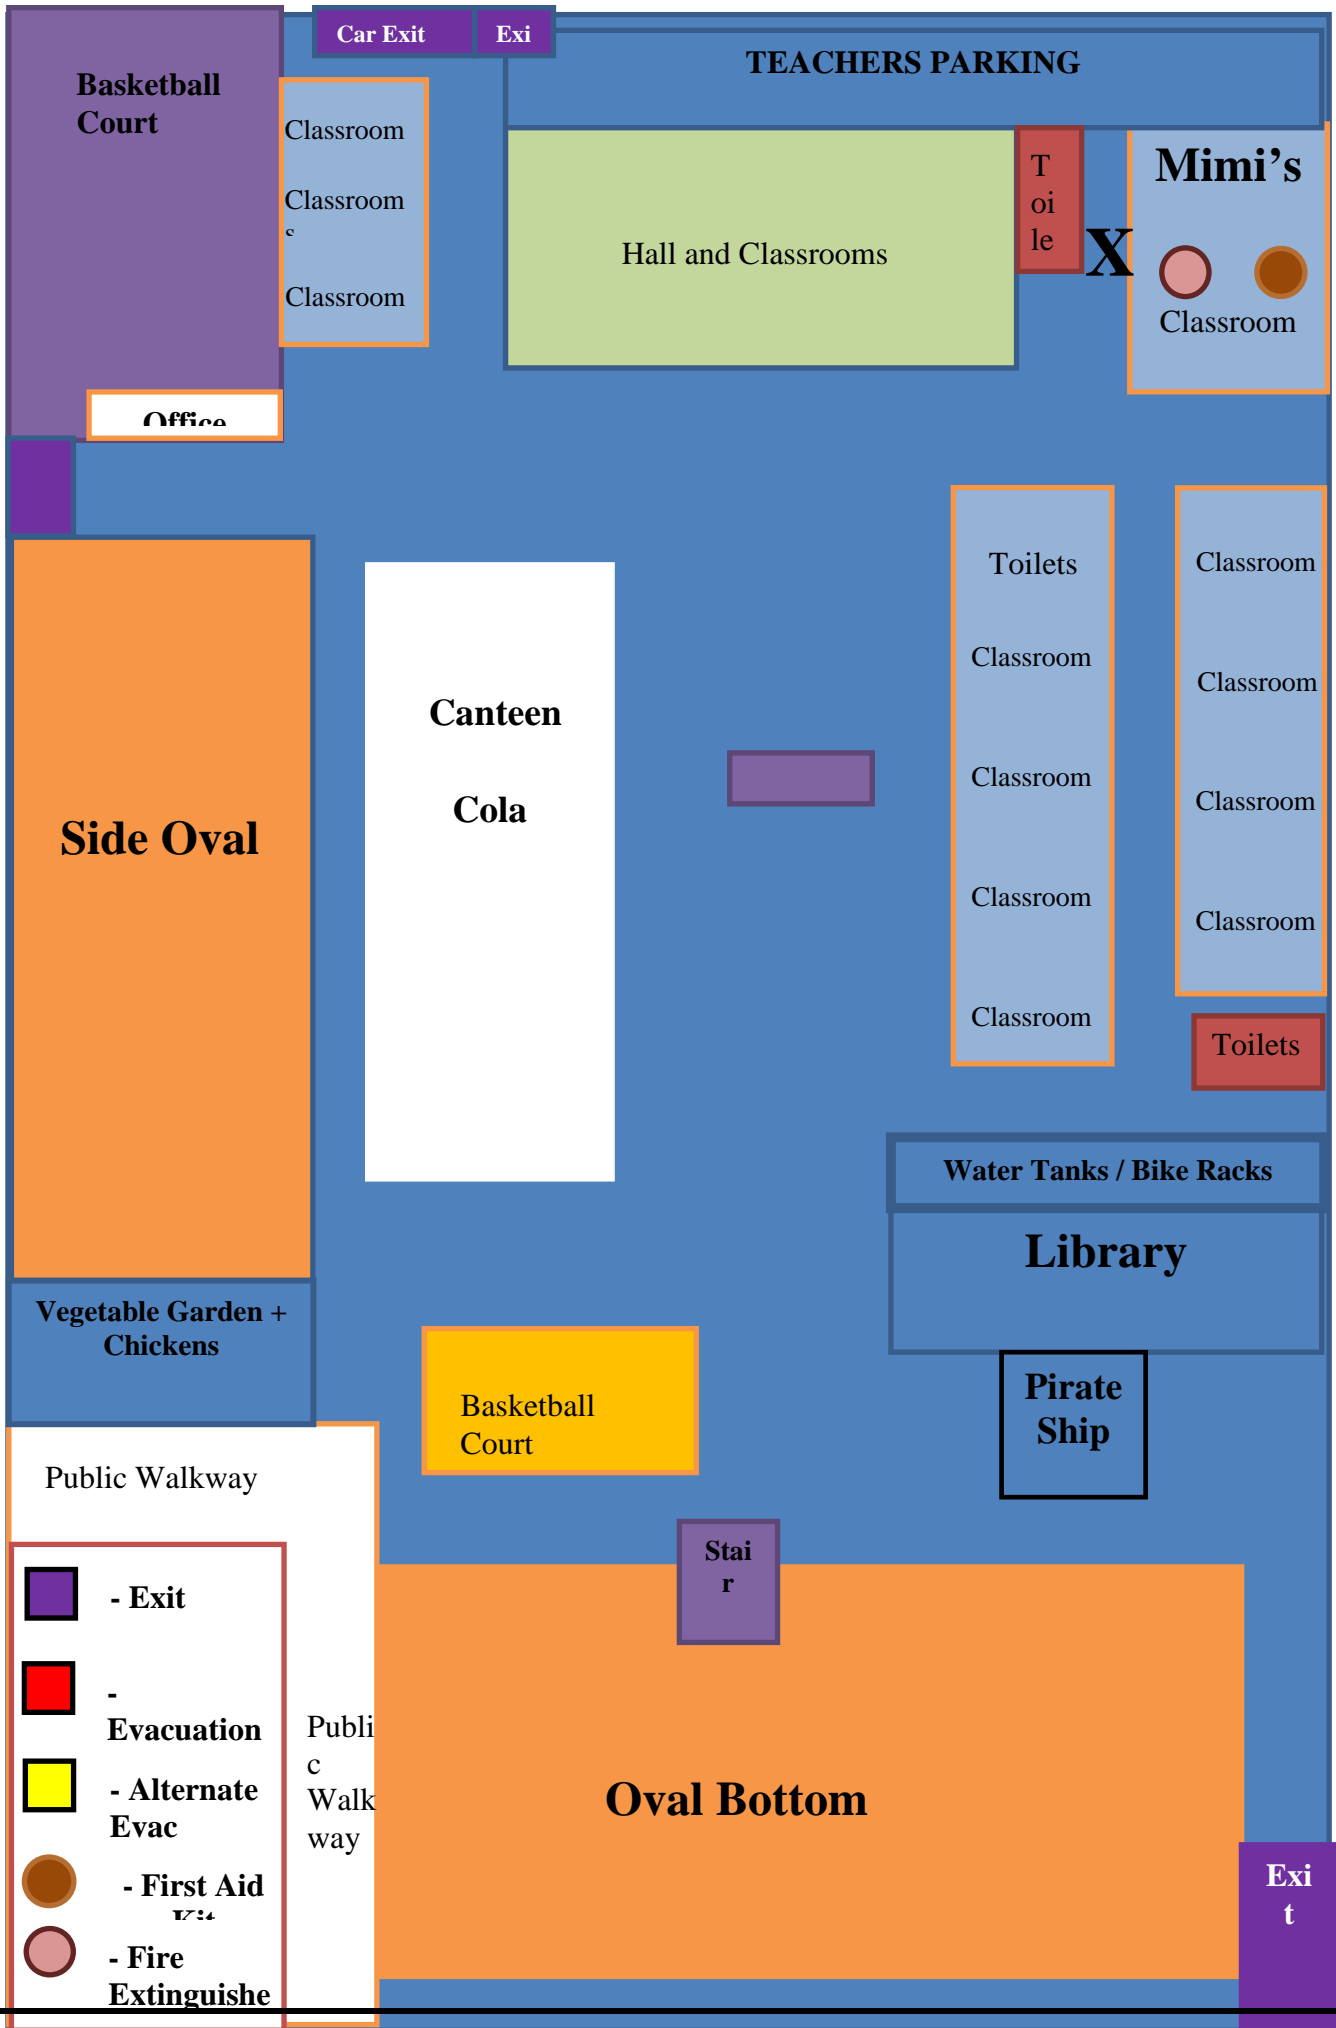 Car Exit
Exi
TEACHERS PARKING
Basketball
Court
Classroom
Classroom
s
Classroom
Hall and Classrooms
T
oi
le
X
Mimi's
Classroom
Office
Toilets
Classroom
Classroom
Classroom
Classroom
Classroom
Classroom
Classroom
Classroom
Toilets
Canteen
Cola
Side Oval
Water Tanks / Bike Racks
Library
Pirate
Ship
Vegetable Garden +
Chickens
Basketball
Court
Public Walkway
Stai
r
- Exit
-
Evacuation
- Alternate
Evac
- First Aid
Kit
- Fire
Extinguishe
Publi
c
Walk
way
Oval Bottom
Exi
t